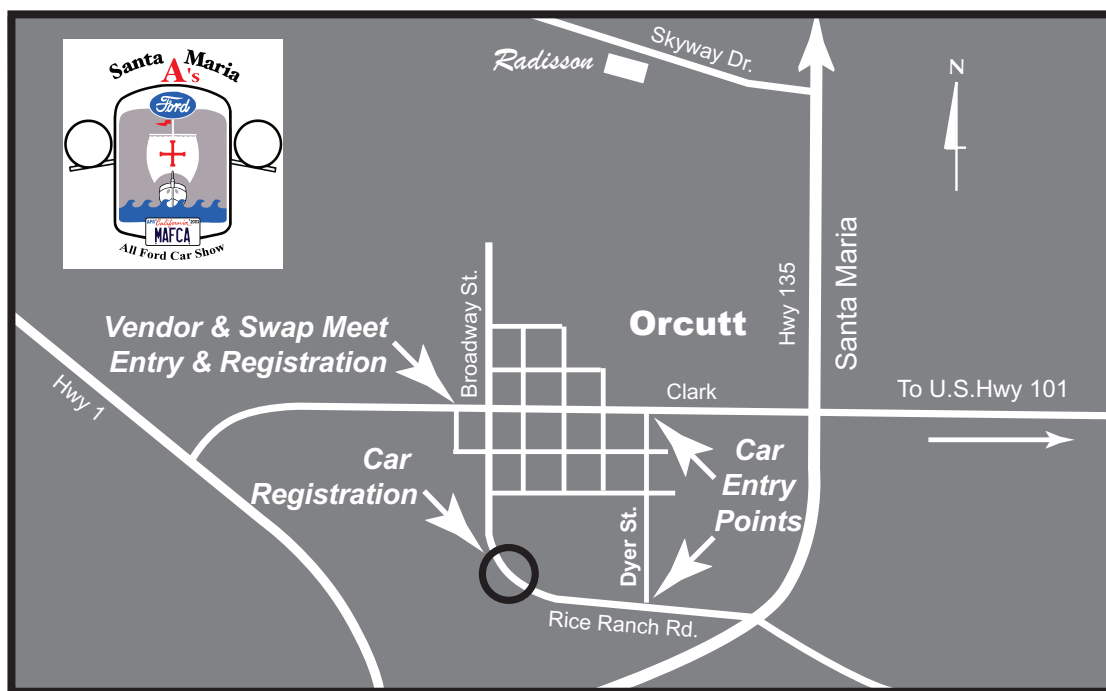 Santa Maria
A's
Ford
California
MAFCA
All Ford Car Show
Radisson
Skyway Dr.
N
Broadway St.
Orcutt
Hwy 135
Santa Maria
Vendor & Swap Meet
Entry & Registration
Hwy 1
Clark
To U.S.Hwy 101
Car
Registration
Car
Entry
Points
Dyer St.
Rice Ranch Rd.